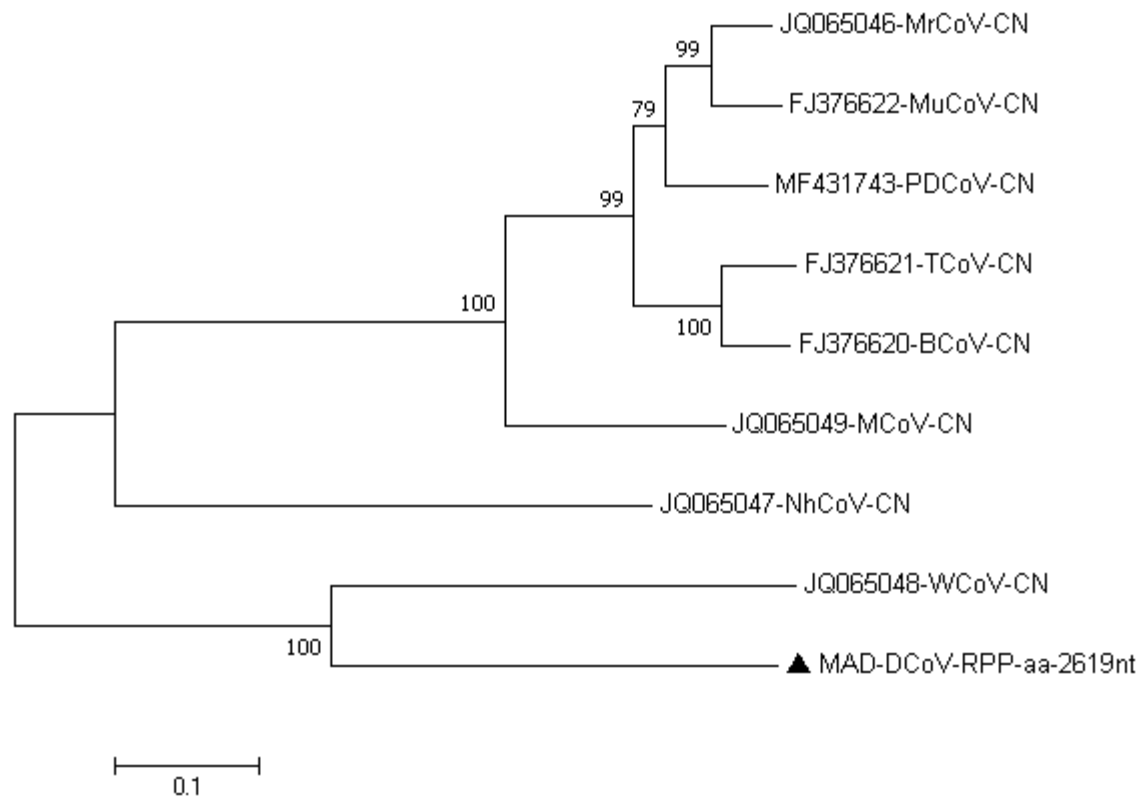 JQ065046-MrCoV-CN
99
FJ376622-MuCoV-CN
79
MF431743-PDCoV-CN
99
FJ376621-TCoV-CN
100
100
FJ376620-BCoV-CN
JQ065049-MCoV-CN
JQ065047-NhCoV-CN
JQ065048-WCoV-CN
100
▲ MAD-DCoV-RPP-aa-2619nt
0.1